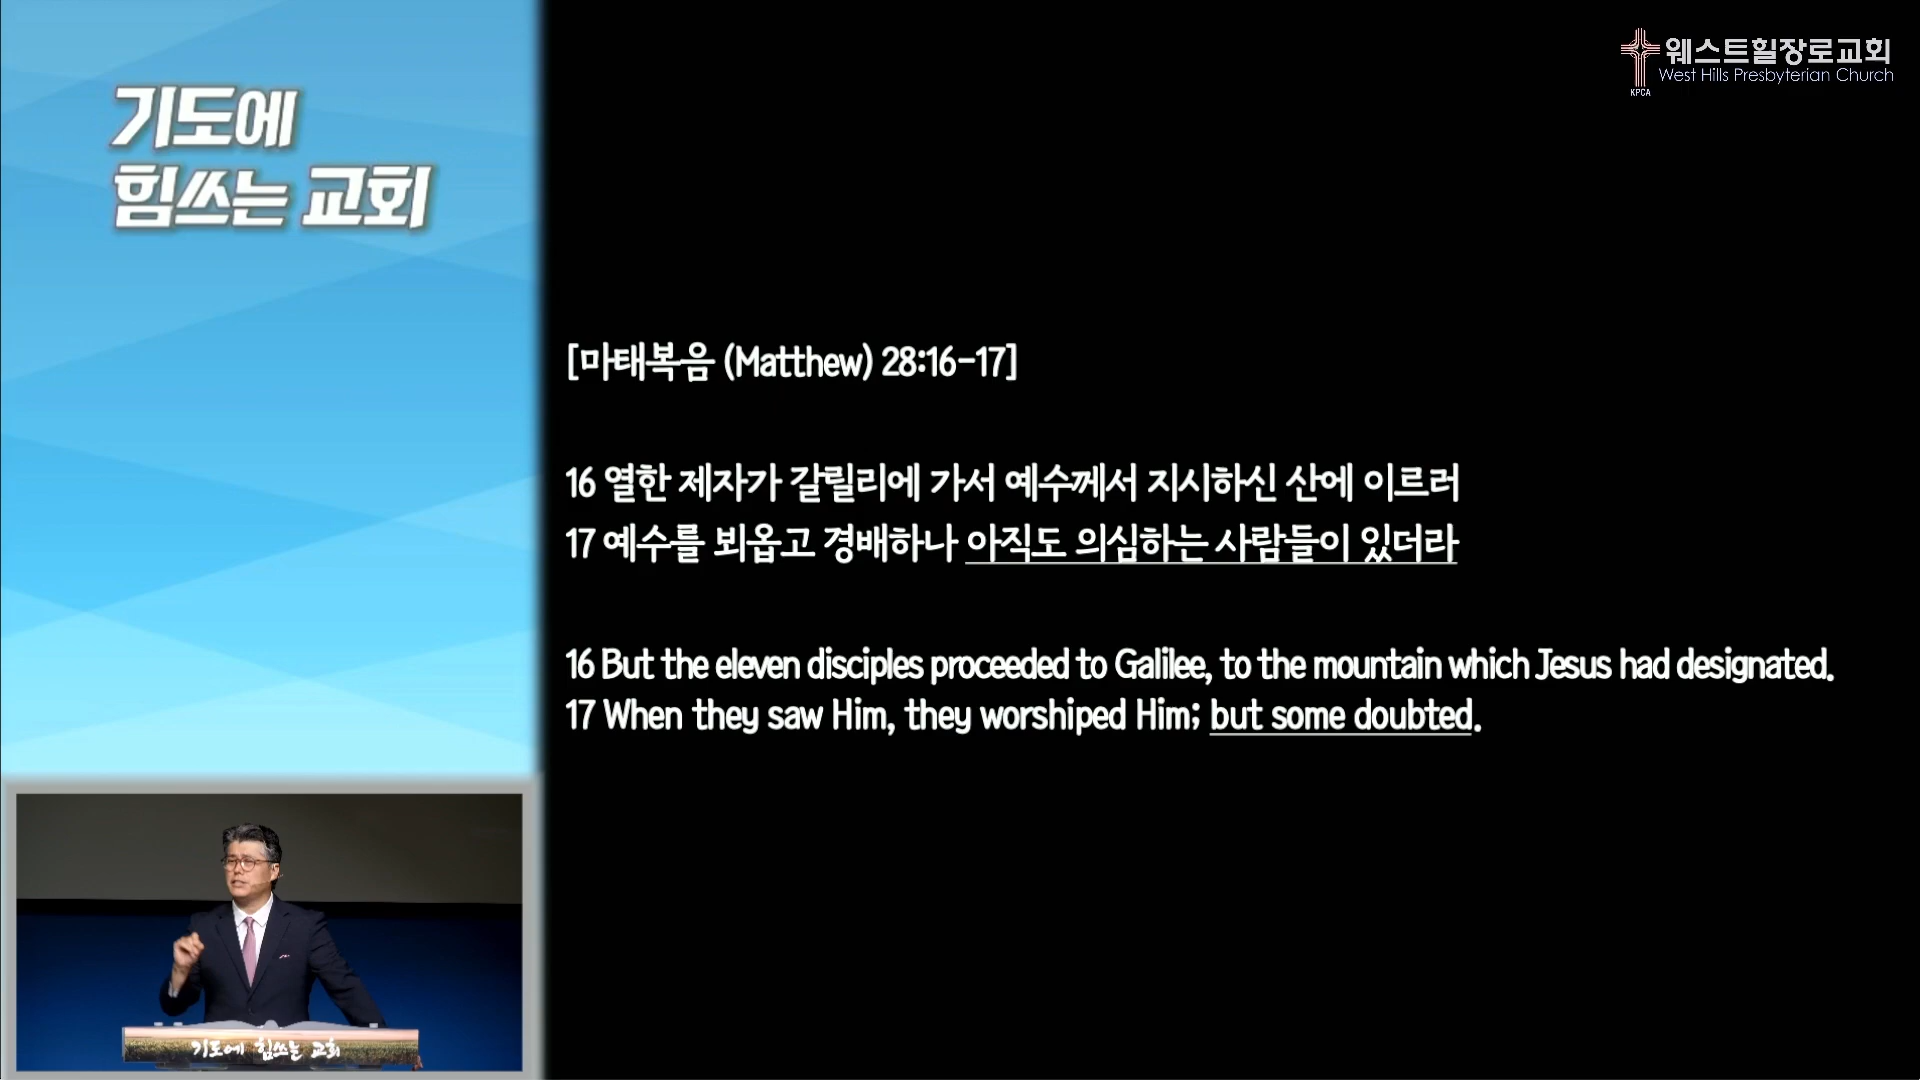 기도에
힘쓰는 교회
웨스트힐장로교회
West Hills Presbyterian Church
KPCA
[마태복음 (Matthew) 28:16-17]
16 열한 제자가 갈릴리에 가서 예수께서 지시하신 산에 이르러
17 예수를 뵈옵고 경배하나 아직도 의심하는 사람들이 있더라
16 But the eleven disciples proceeded to Galilee, to the mountain which Jesus had designated.
17 When they saw Him, they worshiped Him; but some doubted.
기도에 힘쓰는 교회